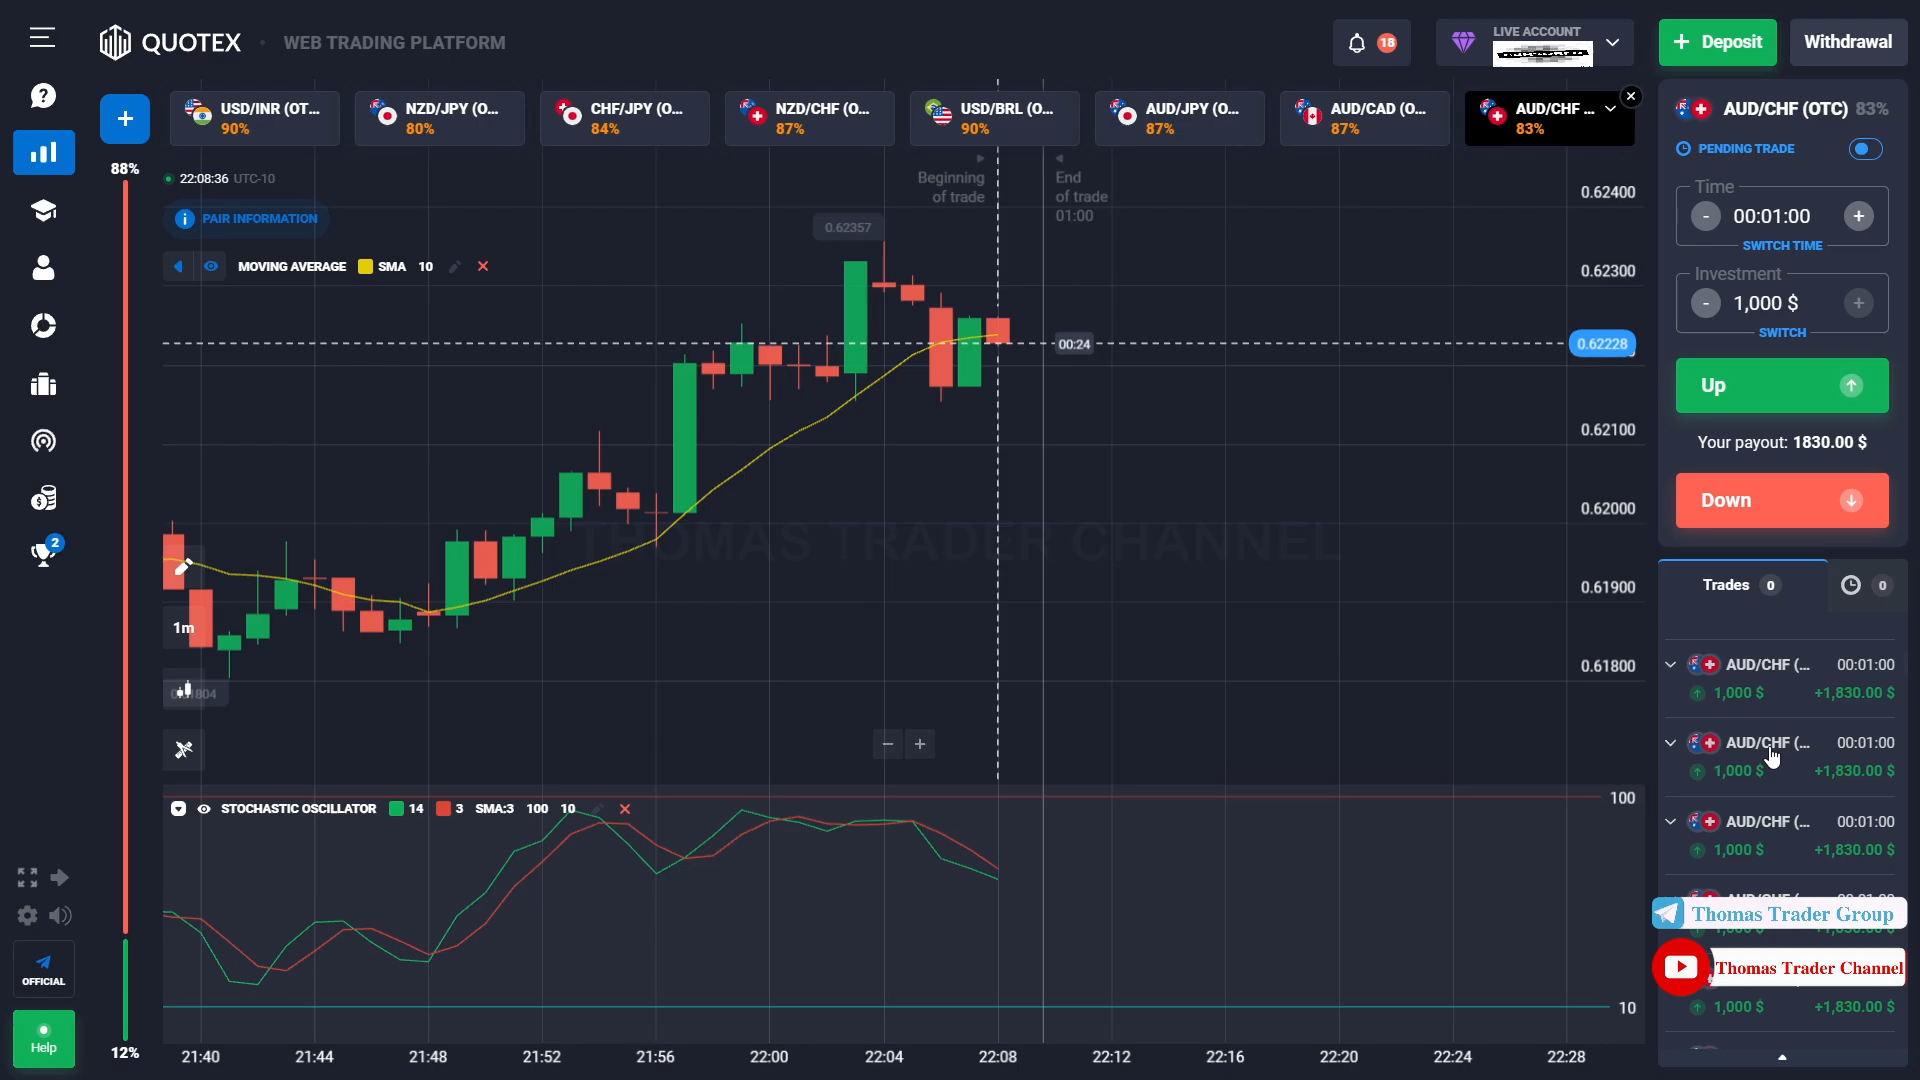 QUOTEX
WEB TRADING PLATFORM
18
LIVE ACCOUNT
+ Deposit
Withdrawal
USD/INR (OT...
90%
NZD/JPY (O...
80%
CHF/JPY (O...
84%
NZD/CHF (O...
87%
USD/BRL (O...
90%
AUD/JPY (O...
87%
AUD/CAD (O...
87%
AUD/CHF ...
83%
88%
22:08:36 UTC-10
PAIR INFORMATION
MOVING AVERAGE SMA 10
Beginning
of trade
End
of trade
01:00
0.62357
00:24
0.62400
0.62300
0.62228
0.62100
0.62000
0.61900
0.61800
THOMAS TRADER CHANNEL
1m
1804
STOCHASTIC OSCILLATOR 14 3 SMA:3 100 10
100
10
21:40
21:44
21:48
21:52
21:56
22:00
22:04
22:08
22:12
22:16
22:20
22:24
22:28
2
OFFICIAL
Help
12%
AUD/CHF (OTC) 83%
PENDING TRADE
Time
- 00:01:00 +
SWITCH TIME
Investment
- 1,000 $ +
SWITCH
Up
Your payout: 1830.00 $
Down
Trades 0
0
AUD/CHF (... 00:01:00
1,000 $ +1,830.00 $
AUD/CHF (... 00:01:00
1,000 $ +1,830.00 $
AUD/CHF (... 00:01:00
1,000 $ +1,830.00 $
Thomas Trader Group
Thomas Trader Channel
1,000 $ +1,830.00 $